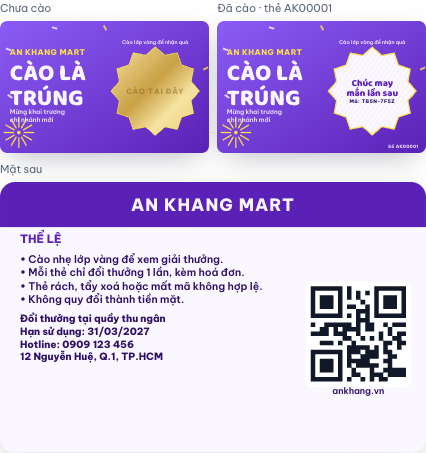 Chưa cào
Đã cào · thẻ AK00001
AN KHANG MART
CÀO LÀ
TRÚNG
Mừng khai trương
chi nhánh mới
Cào lớp vàng để nhận quà
CÀO TẠI ĐÂY
AN KHANG MART
CÀO LÀ
TRÚNG
Mừng khai trương
chi nhánh mới
Cào lớp vàng để nhận quà
Chúc may
mắn lần sau
Mã: TB5N-7F5Z
Số AK00001
Mặt sau
AN KHANG MART
THỂ LỆ
• Cào nhẹ lớp vàng để xem giải thưởng.
• Mỗi thẻ chỉ đổi thưởng 1 lần, kèm hoá đơn.
• Thẻ rách, tẩy xoá hoặc mất mã không hợp lệ.
• Không quy đổi thành tiền mặt.
Đổi thưởng tại quầy thu ngân
Hạn sử dụng: 31/03/2027
Hotline: 0909 123 456
12 Nguyễn Huệ, Q.1, TP.HCM
ankhang.vn